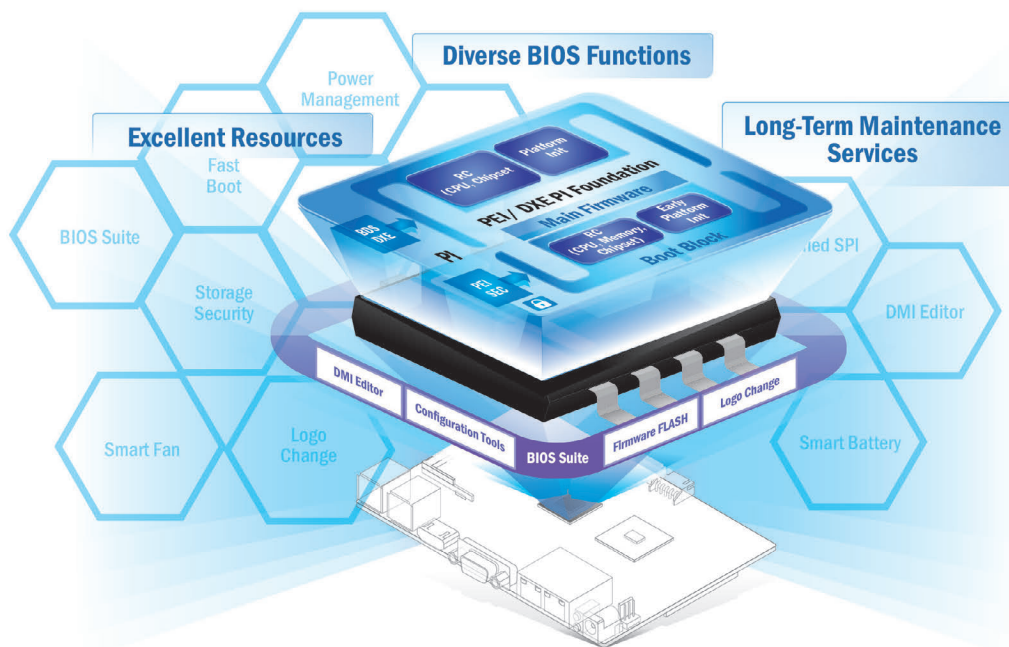 Diverse BIOS Functions
Power
Management
Excellent Resources
Long-Term Maintenance
Services
Fast
Boot
BIOS Suite
Storage
Security
Smart Fan
Logo
Change
RC
(CPU, Chipset
Platform
Init
PEI / DXE PI Foundation
Main Firmware
BDS
DXE
PI
RC
(CPU, Memory,
Chipset)
Early
Platform
Init
Boot Block
PEI
SEC
SPI
DMI Editor
Smart Battery
DMI Editor
Configuration Tools
BIOS Suite
Firmware FLASH
Logo Change